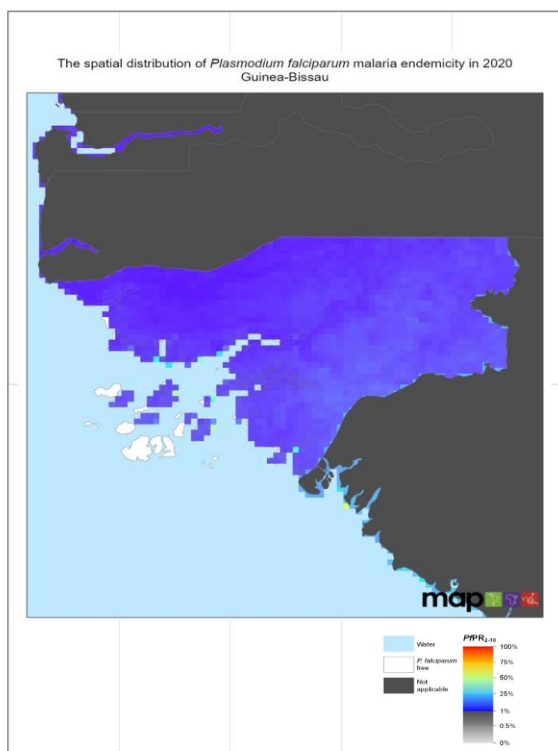 The spatial distribution of Plasmodium falciparum malaria endemicity in 2020
Guinea-Bissau
map
Water
P. falciparum
free
Not
applicable
PfPR2-10
100%
75%
50%
25%
1%
0.5%
0%